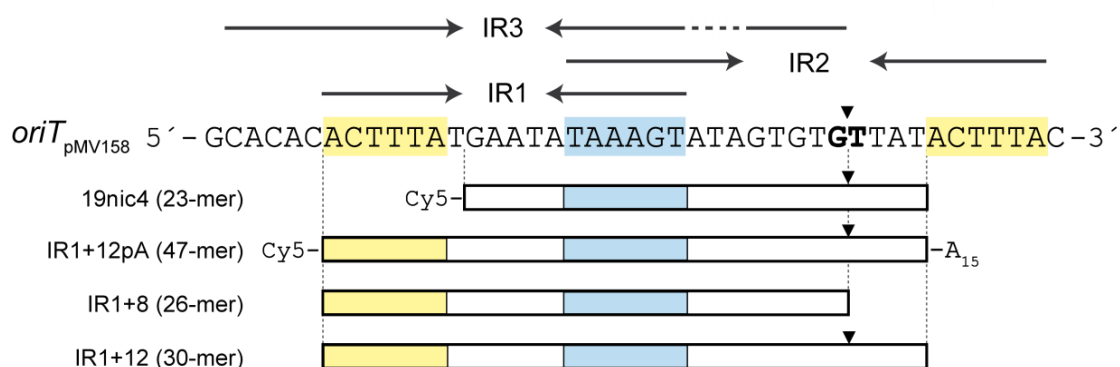 IR3
IR2
IR1
oriTpMV158 5´-GCACACACTTTATGAATATAAAGTATAGTGTGTTATACTTTAC-3´
19nic4 (23-mer) Cy5-
IR1+12pA (47-mer) Cy5- -A15
IR1+8 (26-mer)
IR1+12 (30-mer)